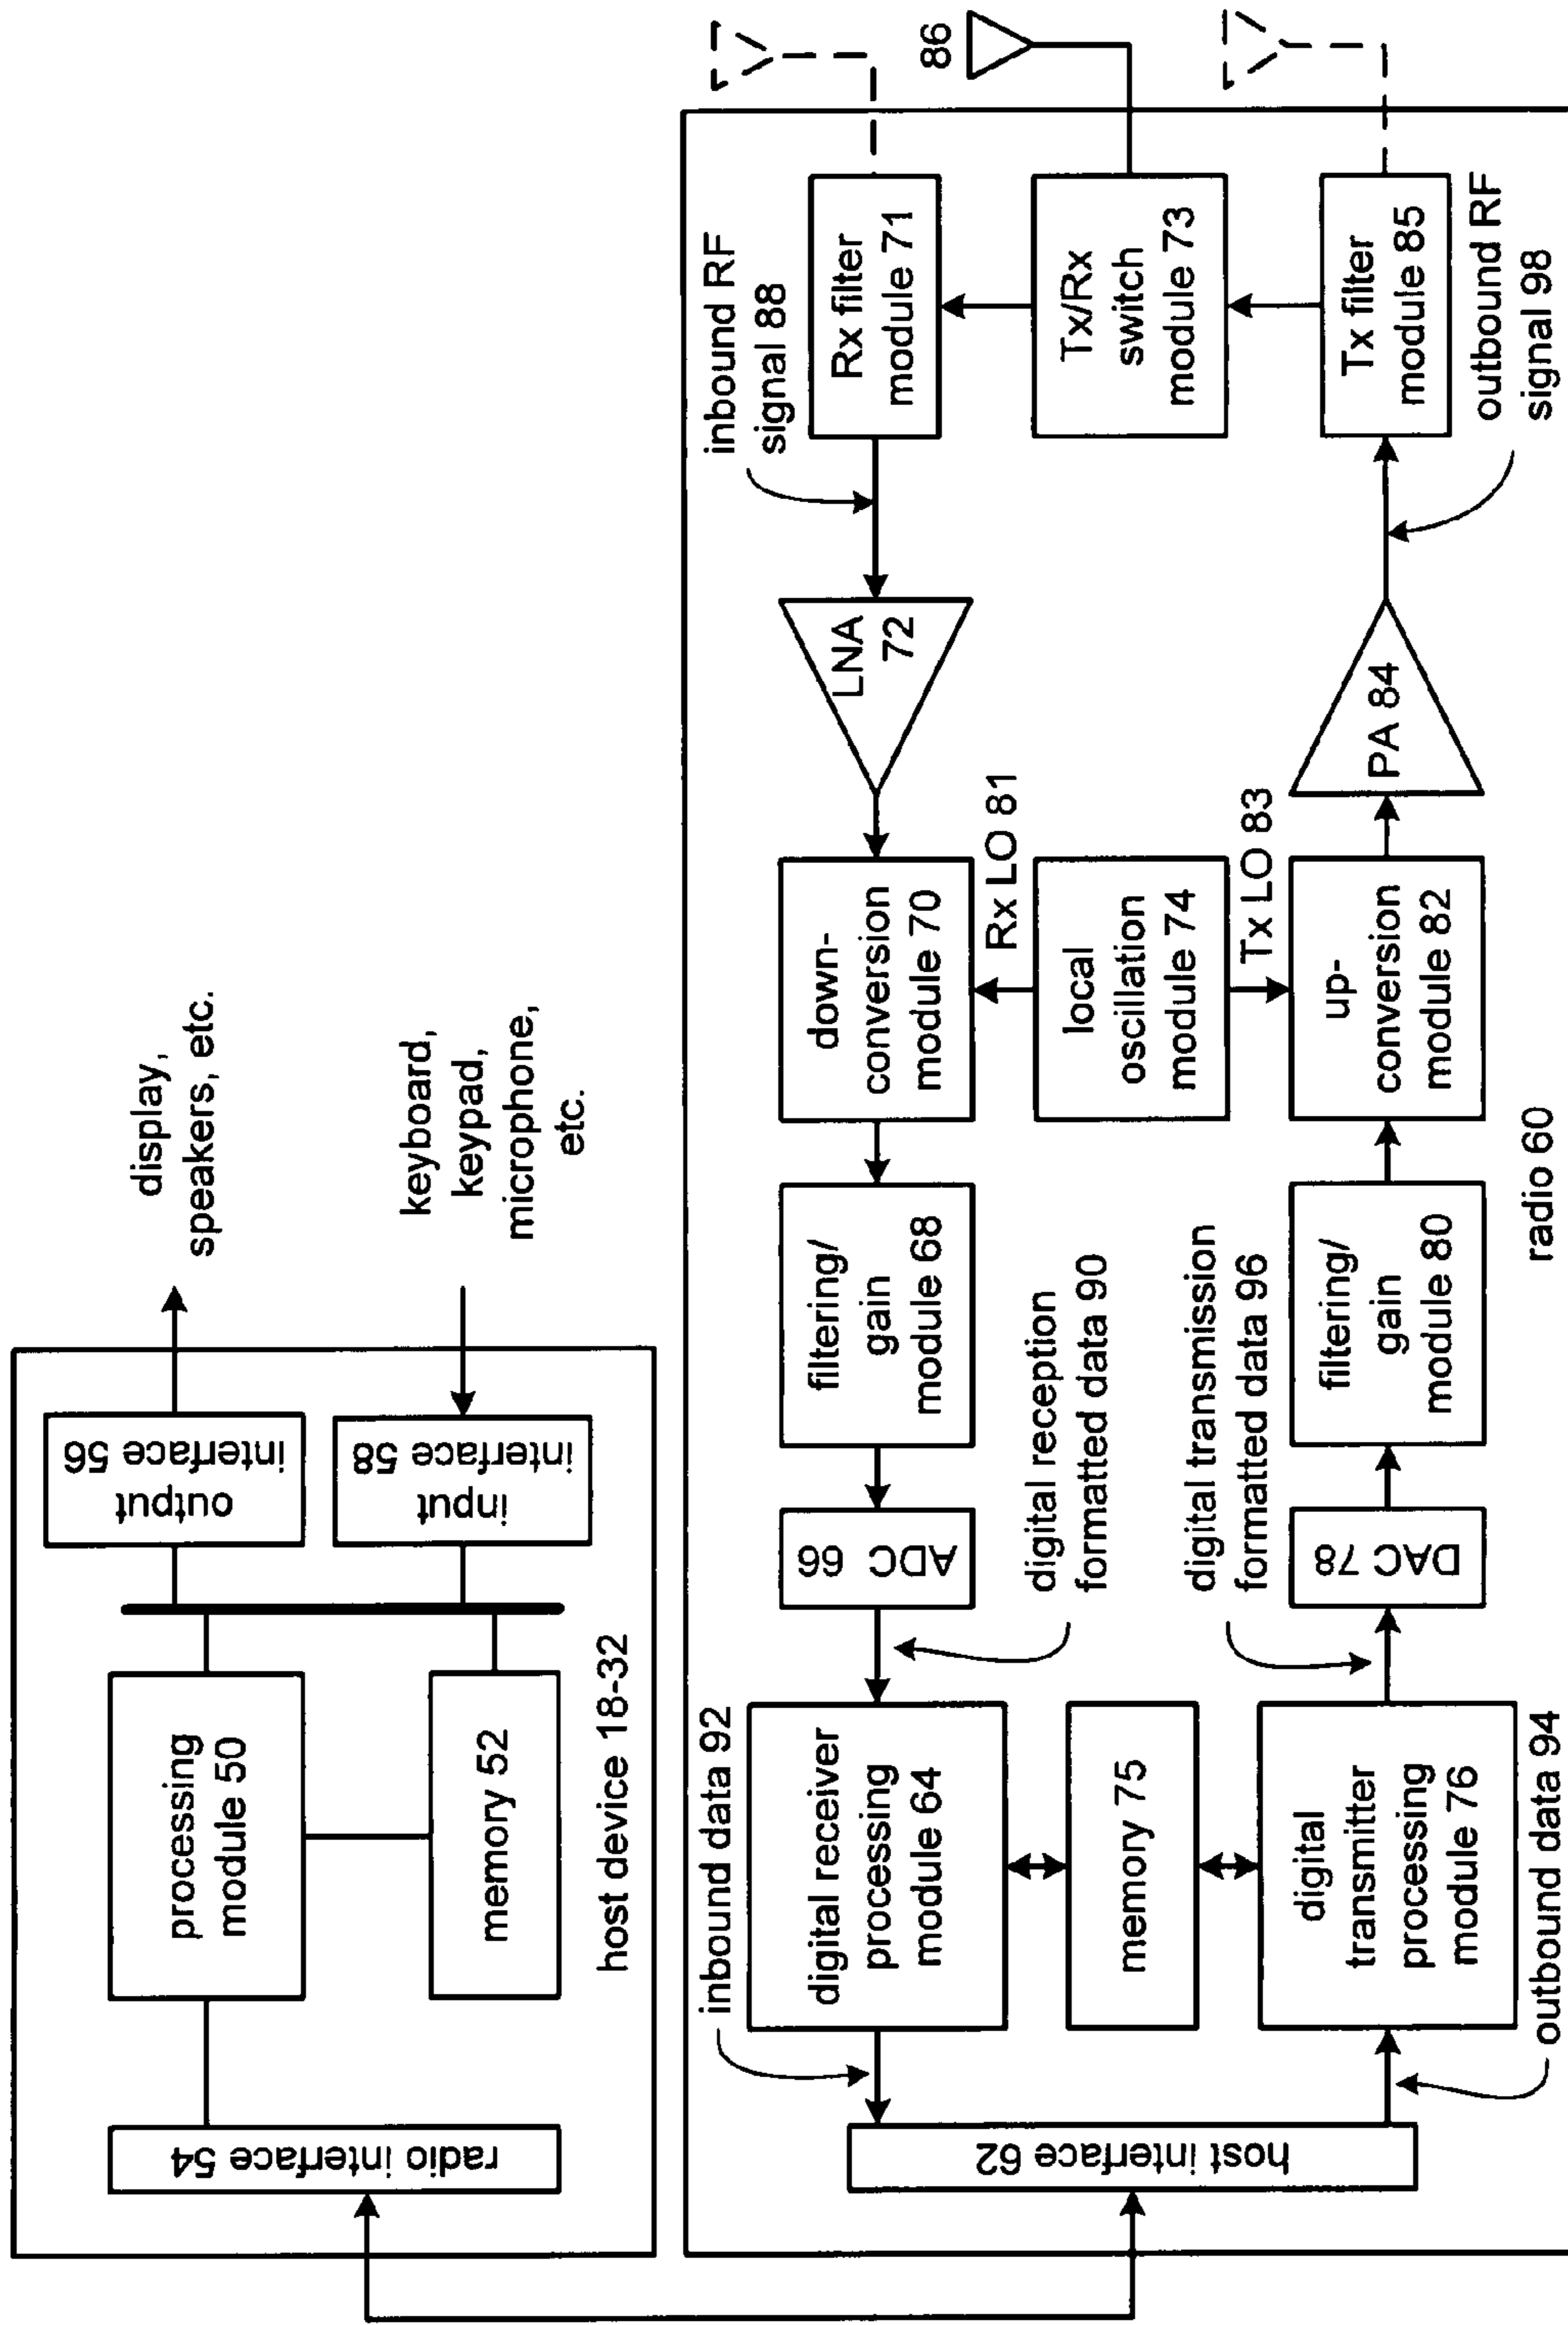 radio interface 54
processing
module 50
memory 52
output
interface 56
input
interface 58
display,
speakers, etc.
keyboard,
keypad,
microphone,
etc.
host device 18-32
host interface 62
inbound data 92
digital receiver
processing
module 64
memory 75
digital
transmitter
processing
module 76
outbound data 94
ADC 66
digital reception
formatted data 90
digital transmission
formatted data 96
DAC 78
filtering/
gain
module 68
filtering/
gain
module 80
down-
conversion
module 70
Rx LO 81
local
oscillation
module 74
Tx LO 83
up-
conversion
module 82
radio 60
LNA
72
PA 84
inbound RF
signal 88
Rx filter
module 71
Tx/Rx
switch
module 73
Tx filter
module 85
outbound RF
signal 98
86